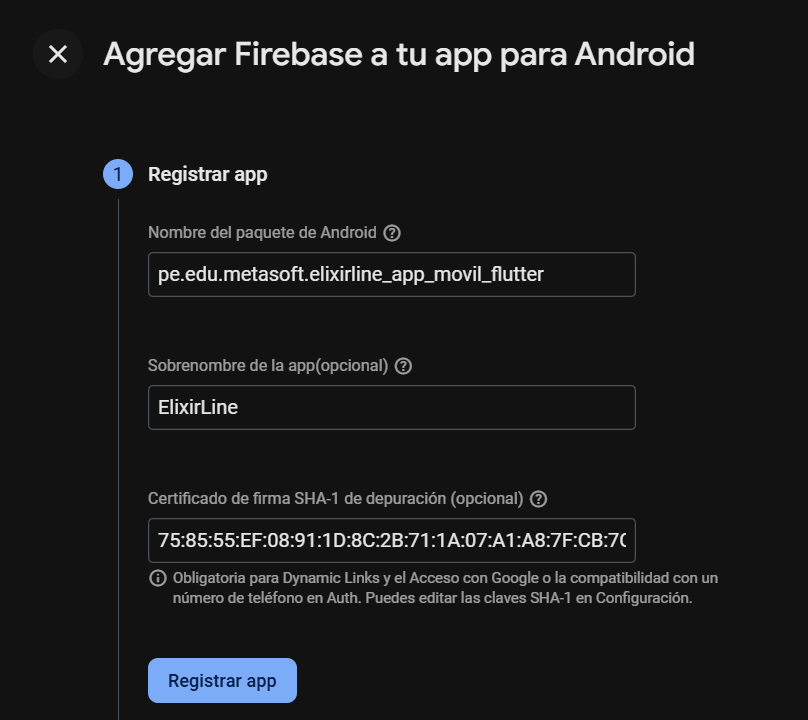 Agregar Firebase a tu app para Android
1 Registrar app
Nombre del paquete de Android
pe.edu.metasoft.elixirline_app_movil_flutter
Sobrenombre de la app(opcional)
ElixirLine
Certificado de firma SHA-1 de depuración (opcional)
75:85:55:EF:08:91:1D:8C:2B:71:1A:07:A1:A8:7F:CB:7
Obligatoria para Dynamic Links y el Acceso con Google o la compatibilidad con un
número de teléfono en Auth. Puedes editar las claves SHA-1 en Configuración.
Registrar app